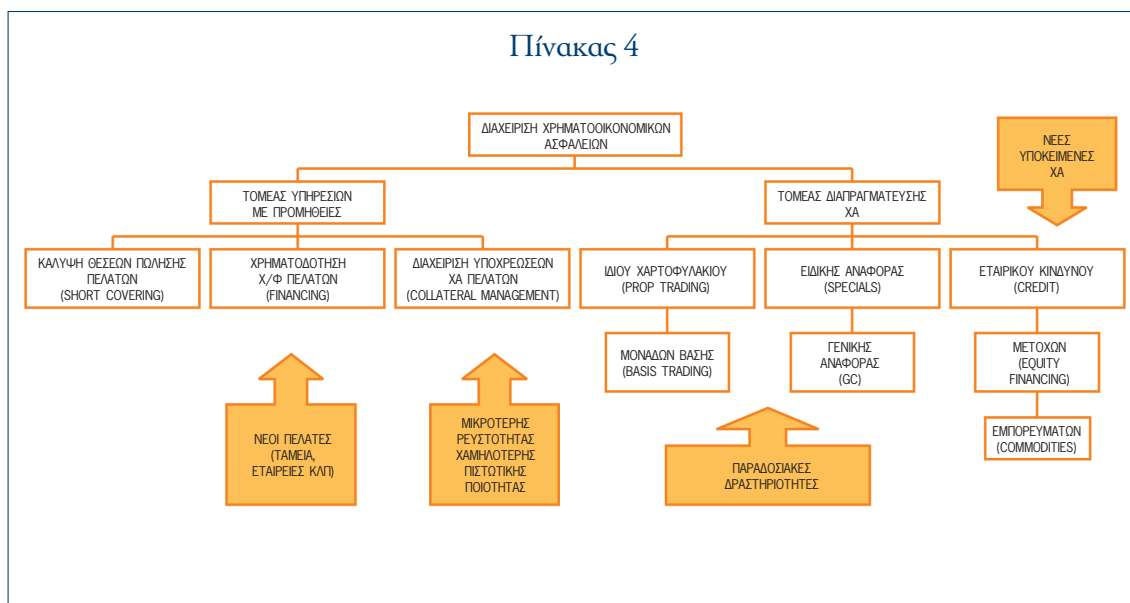 Πίνακας 4
ΔΙΑΧΕΙΡΙΣΗ ΧΡΗΜΑΤΟΟΙΚΟΝΟΜΙΚΩΝ
ΑΣΦΑΛΕΙΩΝ
ΝΕΕΣ
ΥΠΟΚΕΙΜΕΝΕΣ
ΧΑ
ΤΟΜΕΑΣ ΥΠΗΡΕΣΙΩΝ
ΜΕ ΠΡΟΜΗΘΕΙΕΣ
ΤΟΜΕΑΣ ΔΙΑΠΡΑΓΜΑΤΕΥΣΗΣ
ΧΑ
ΚΑΛΥΨΗ ΘΕΣΕΩΝ ΠΩΛΗΣΗΣ
ΠΕΛΑΤΩΝ
(SHORT COVERING)
ΧΡΗΜΑΤΟΔΟΤΗΣΗ
Χ/Φ ΠΕΛΑΤΩΝ
(FINANCING)
ΔΙΑΧΕΙΡΙΣΗ ΥΠΟΧΡΕΩΣΕΩΝ
ΧΑ ΠΕΛΑΤΩΝ
(COLLATERAL MANAGEMENT)
ΙΔΙΟΥ ΧΑΡΤΟΦΥΛΑΚΙΟΥ
(PROP TRADING)
ΕΙΔΙΚΗΣ ΑΝΑΦΟΡΑΣ
(SPECIALS)
ΕΤΑΙΡΙΚΟΥ ΚΙΝΔΥΝΟΥ
(CREDIT)
ΜΟΝΑΔΩΝ ΒΑΣΗΣ
(BASIS TRADING)
ΓΕΝΙΚΗΣ
ΑΝΑΦΟΡΑΣ
(GC)
ΜΕΤΟΧΩΝ
(EQUITY
FINANCING)
ΕΜΠΟΡΕΥΜΑΤΩΝ
(COMMODITIES)
ΝΕΟΙ ΠΕΛΑΤΕΣ
(ΤΑΜΕΙΑ,
ΕΤΑΙΡΕΙΕΣ ΚΛΠ)
ΜΙΚΡΟΤΕΡΗΣ
ΡΕΥΣΤΟΤΗΤΑΣ
ΧΑΜΗΛΟΤΕΡΗΣ
ΠΙΣΤΩΤΙΚΗΣ
ΠΟΙΟΤΗΤΑΣ
ΠΑΡΑΔΟΣΙΑΚΕΣ
ΔΡΑΣΤΗΡΙΟΤΗΤΕΣ